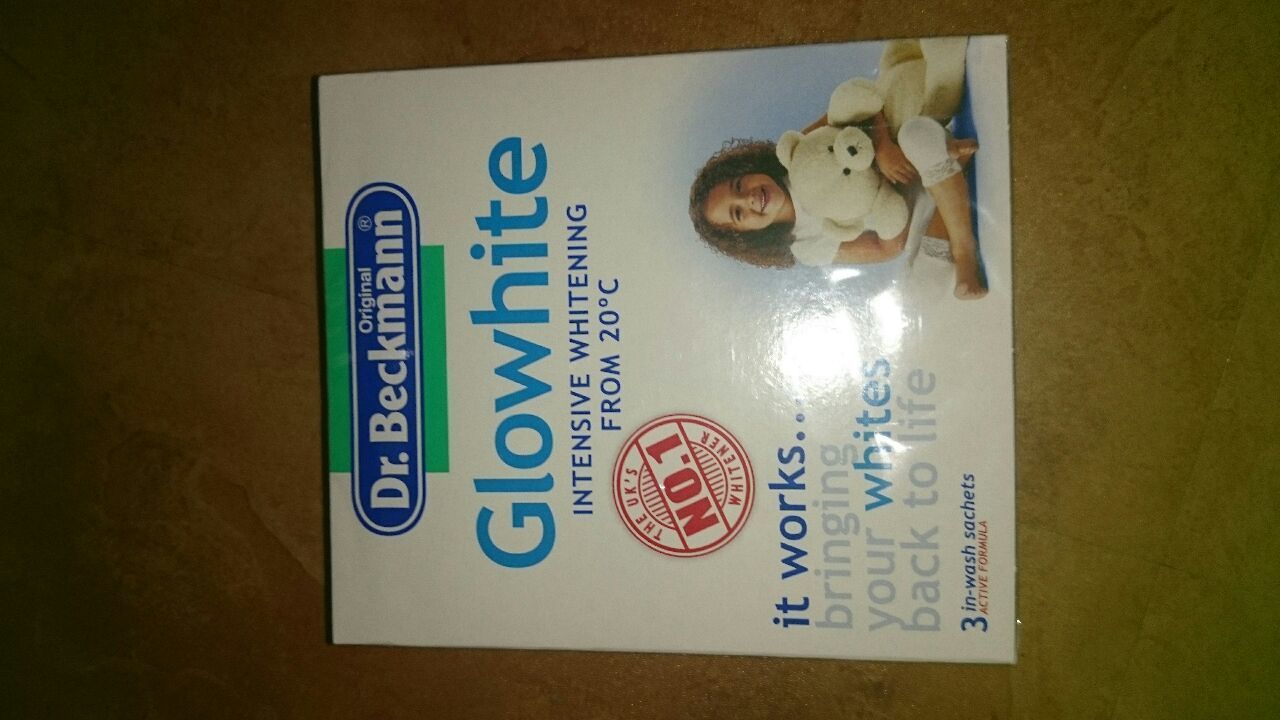 Original
Dr. Beckmann®
Glowhite
INTENSIVE WHITENING
FROM 20°C
THE UK'S
NO.1
WHITENER
it works...
bringing
your whites
back to life
3 in-wash sachets
ACTIVE FORMULA